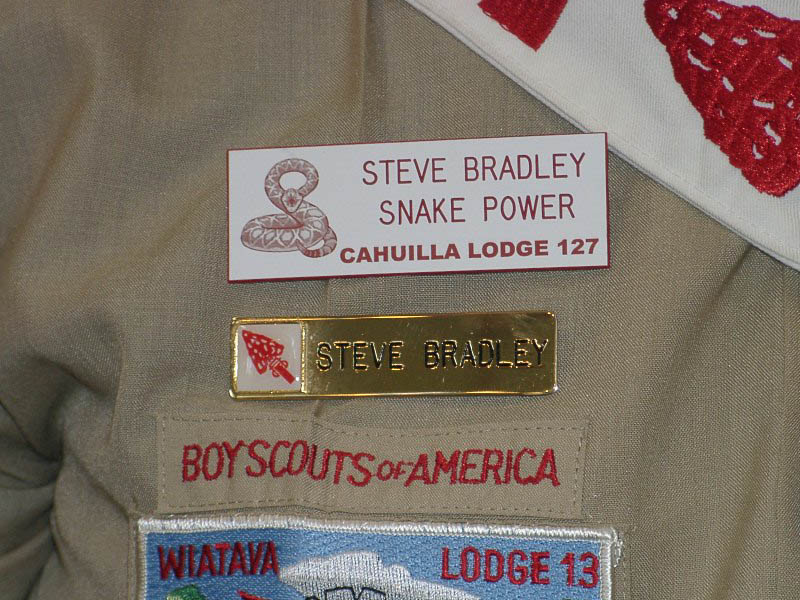 STEVE BRADLEY
SNAKE POWER
CAHUILLA LODGE 127
STEVE BRADLEY
BOY SCOUTS OF AMERICA
WIATAVA LODGE 13